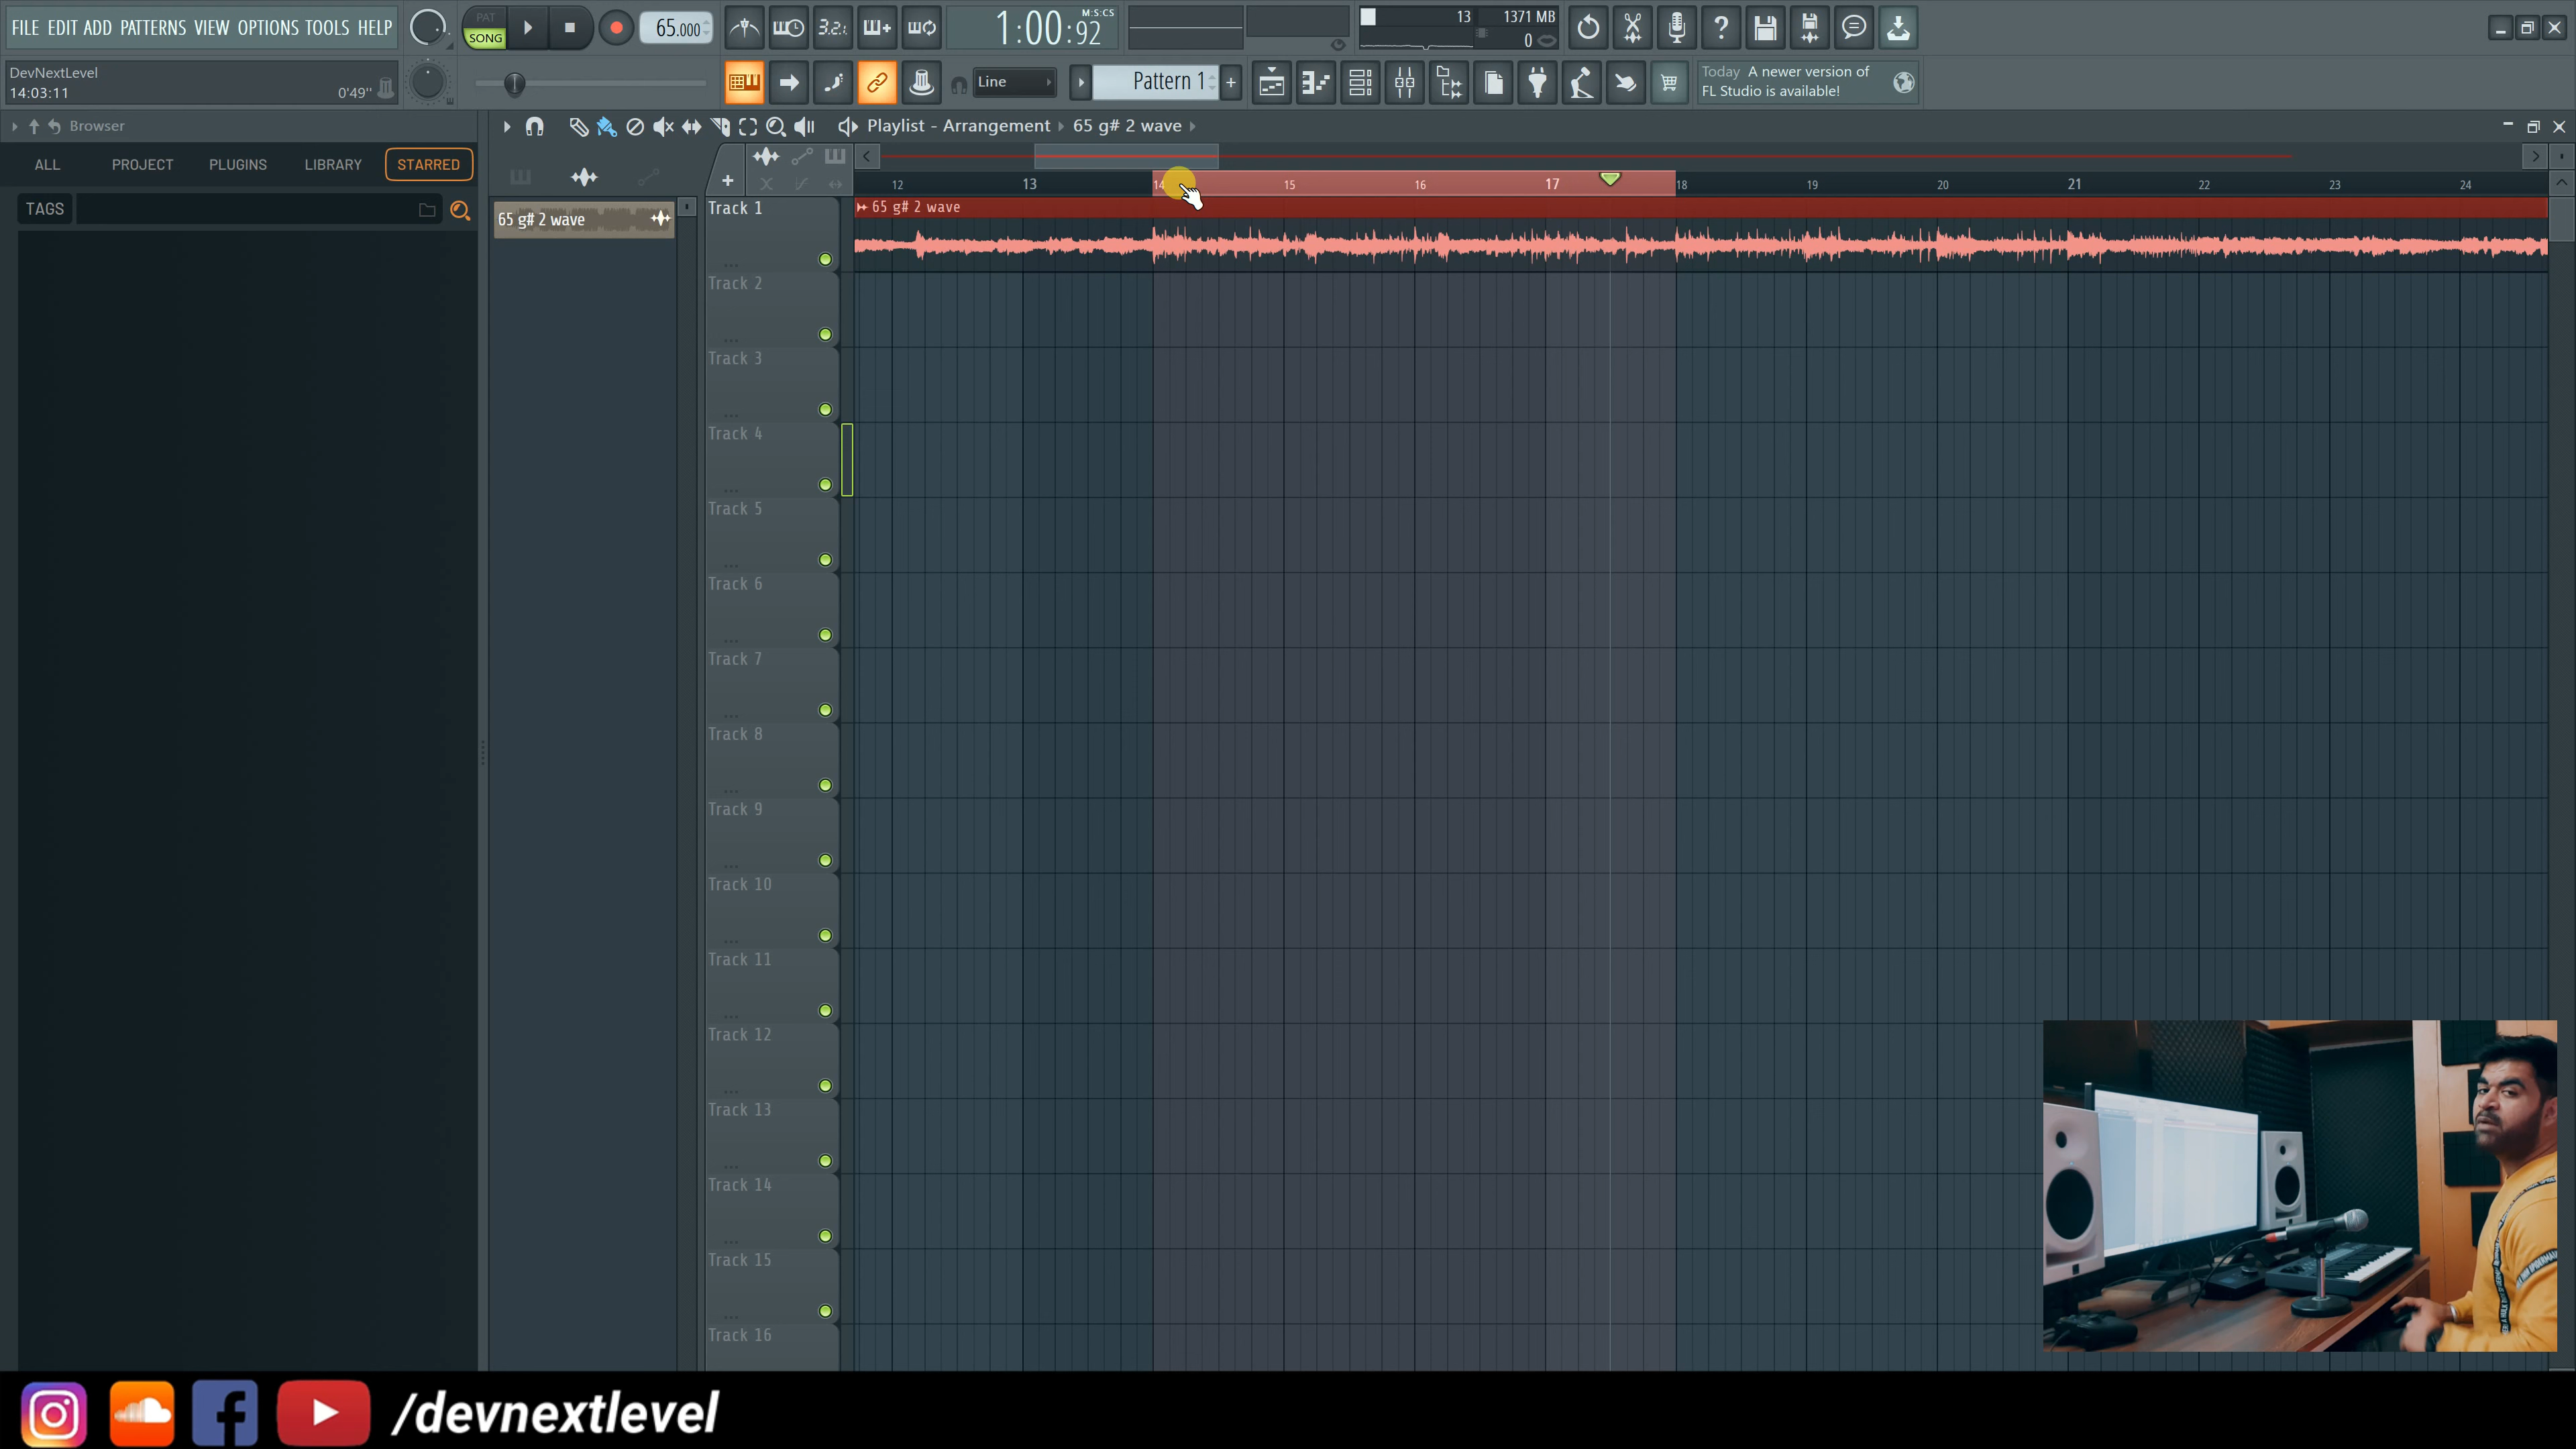 FILE EDIT ADD PATTERNS VIEW OPTIONS TOOLS HELP
PAT
SONG
65.000
3.2.
1:00:92
M:S:CS
13
1371 MB
0
DevNextLevel
14:03:11
0'49''
Line
Pattern 1
Today A newer version of
FL Studio is available!
Browser
Playlist - Arrangement
65 g# 2 wave
ALL
PROJECT
PLUGINS
LIBRARY
STARRED
TAGS
65 g# 2 wave
12 13 14 15 16 17 18 19 20 21 22 23 24
65 g# 2 wave
Track 1
Track 2
Track 3
Track 4
Track 5
Track 6
Track 7
Track 8
Track 9
Track 10
Track 11
Track 12
Track 13
Track 14
Track 15
Track 16
/devnextlevel